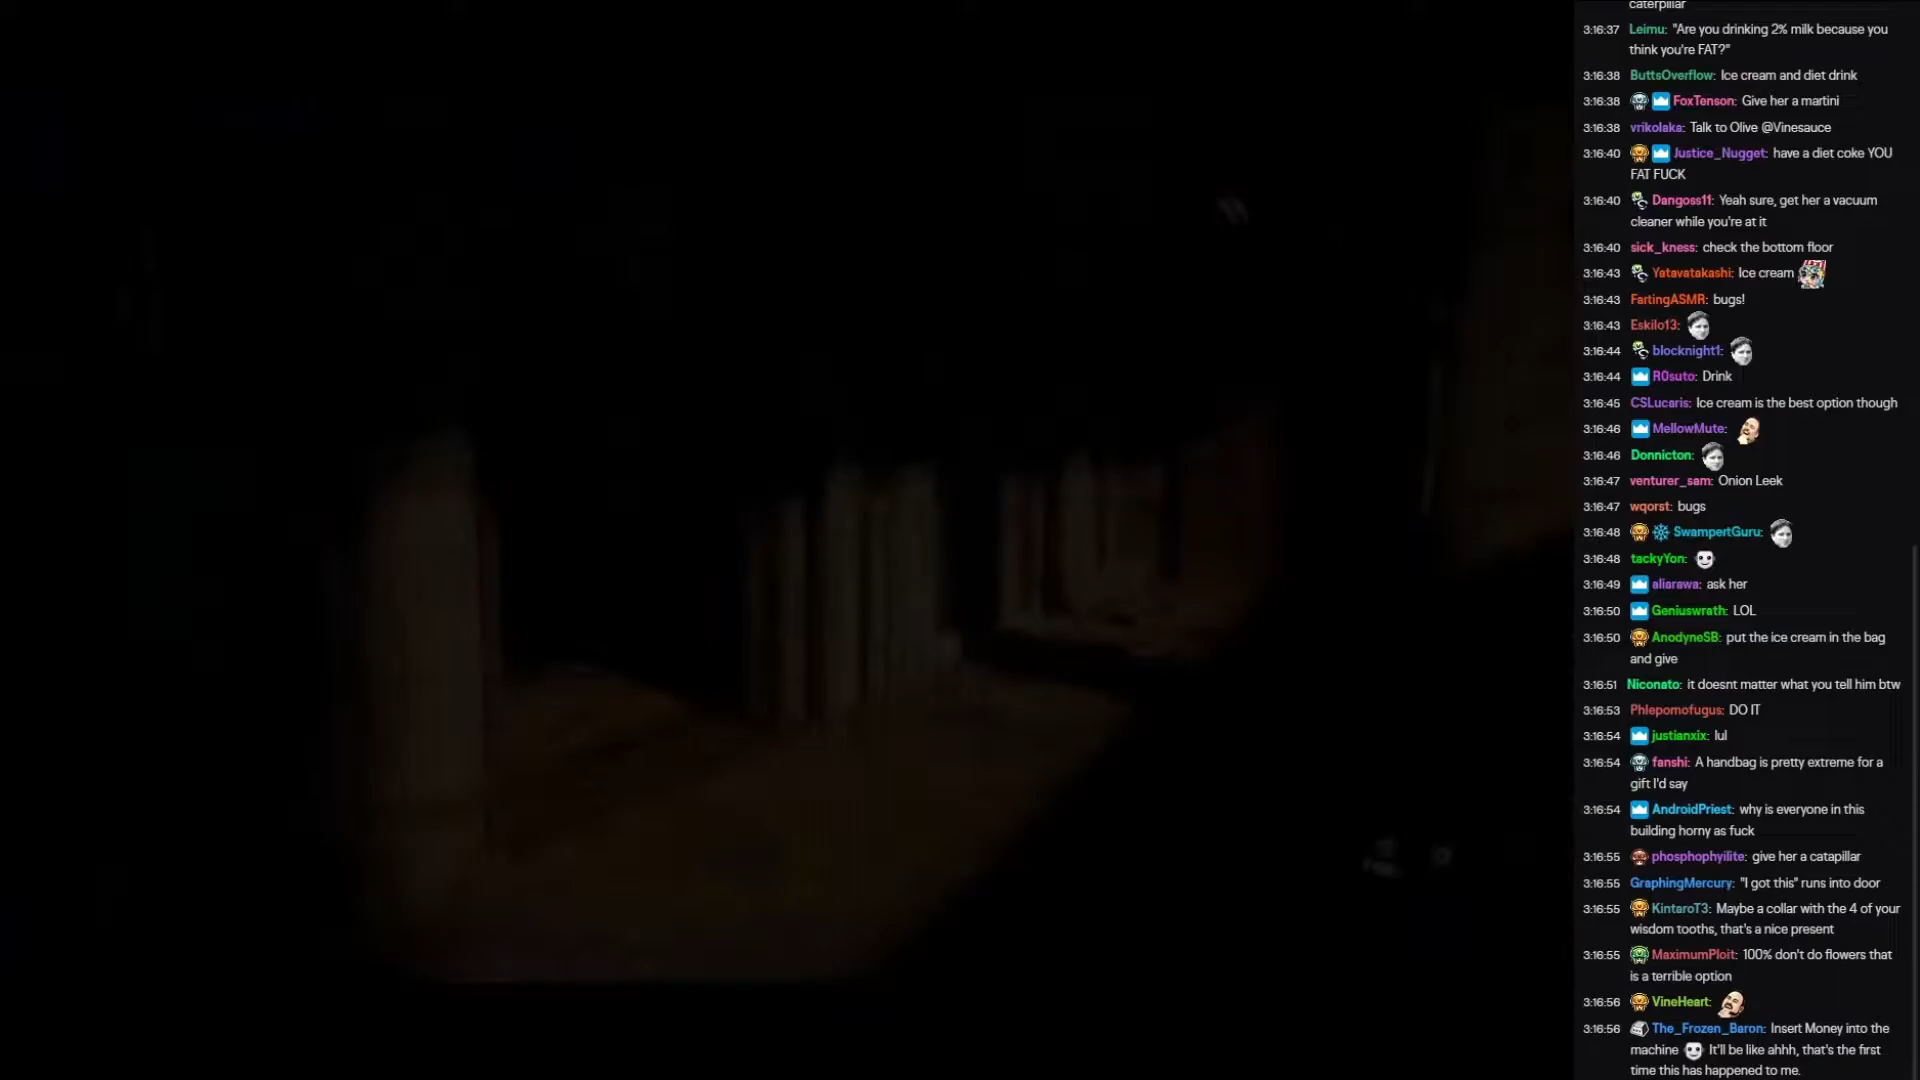 caterpillar
3:16:37 Leimu: "Are you drinking 2% milk because you
think you're FAT?"
3:16:38 ButtsOverflow: Ice cream and diet drink
3:16:38 FoxTenson: Give her a martini
3:16:38 vrikolaka: Talk to Olive @Vinesauce
3:16:40 Justice_Nugget: have a diet coke YOU
FAT FUCK
3:16:40 Dangoss11: Yeah sure, get her a vacuum
cleaner while you're at it
3:16:40 sick_kness: check the bottom floor
3:16:43 Yatavatakashi: Ice cream
3:16:43 FartingASMR: bugs!
3:16:43 Eskilo13:
3:16:44 blocknight1:
3:16:44 R0suto: Drink
3:16:45 CSLucaris: Ice cream is the best option though
3:16:46 MellowMute:
3:16:46 Donnicton:
3:16:47 venturer_sam: Onion Leek
3:16:47 wqorst: bugs
3:16:48 SwampertGuru:
3:16:48 tackyYon:
3:16:49 aliarawa: ask her
3:16:50 Geniuswrath: LOL
3:16:50 AnodyneSB: put the ice cream in the bag
and give
3:16:51 Niconato: it doesnt matter what you tell him btw
3:16:53 Phlepomofugus: DO IT
3:16:54 justianxix: lul
3:16:54 fanshi: A handbag is pretty extreme for a
gift I'd say
3:16:54 AndroidPriest: why is everyone in this
building horny as fuck
3:16:55 phosphophyilite: give her a catapillar
3:16:55 GraphingMercury: "I got this" runs into door
3:16:55 KintaroT3: Maybe a collar with the 4 of your
wisdom tooths, that's a nice present
3:16:55 MaximumPloit: 100% don't do flowers that
is a terrible option
3:16:56 VineHeart:
3:16:56 The_Frozen_Baron: Insert Money into the
machine It'll be like ahhh, that's the first
time this has happened to me.